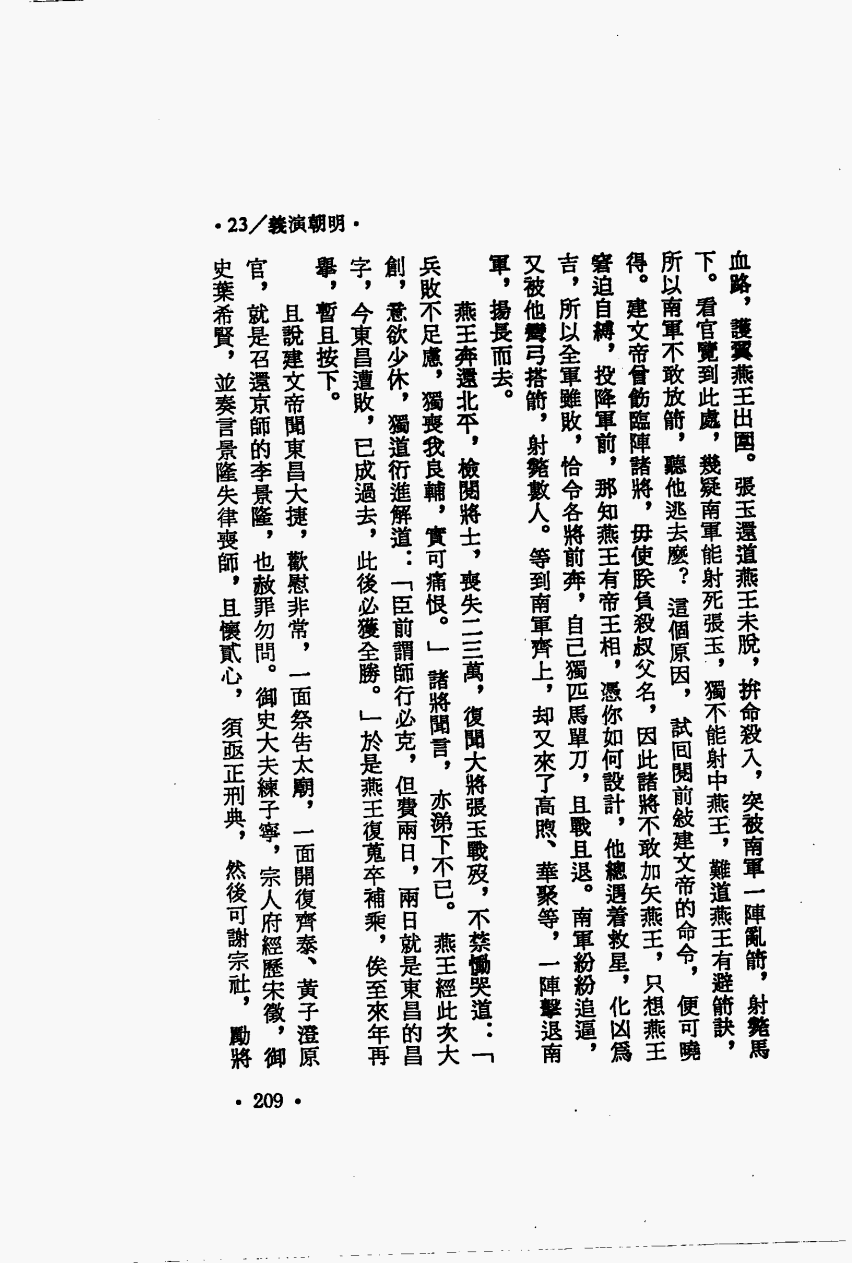 •23/義演朝明•
血路，護翼燕王出圍。張玉還道燕王未脫，拚命殺入，突被南軍一陣亂箭，射斃馬
下。看官覽到此處，幾疑南軍能射死張玉，獨不能射中燕王，難道燕王有避箭訣，
所以南軍不敢放箭，聽他逃去麼？這個原因，試回閱前敍建文帝的命令，便可曉
得。建文帝曾飭臨陣諸將，毋使朕負殺叔父名，因此諸將不敢加矢燕王，只想燕王
窘迫自縛，投降軍前，那知燕王有帝王相，憑你如何設計，他總遇着救星，化凶爲
吉，所以全軍雖敗，恰令各將前奔，自己獨匹馬單刀，且戰且退。南軍紛紛追逼，
又被他彎弓搭箭，射斃數人。等到南軍齊上，却又來了高煦、華聚等，一陣擊退南
軍，揚長而去。
燕王奔還北平，檢閱將士，喪失二三萬，復聞大將張玉戰歿，不禁慟哭道：「
兵敗不足慮，獨喪我良輔，實可痛恨。」諸將聞言，亦涕下不已。燕王經此次大
創，意欲少休，獨道衍進解道：「臣前謂師行必克，但費兩日，兩日就是東昌的昌
字，今東昌遭敗，已成過去，此後必獲全勝。」於是燕王復蒐卒補乘，俟至來年再
舉，暫且按下。
且說建文帝聞東昌大捷，歡慰非常，一面祭告太廟，一面開復齊泰、黃子澄原
官，就是召還京師的李景隆，也赦罪勿問。御史大夫練子寧，宗人府經歷宋徵，御
史葉希賢，並奏言景隆失律喪師，且懷貳心，須亟正刑典，然後可謝宗社，勵將
•209•